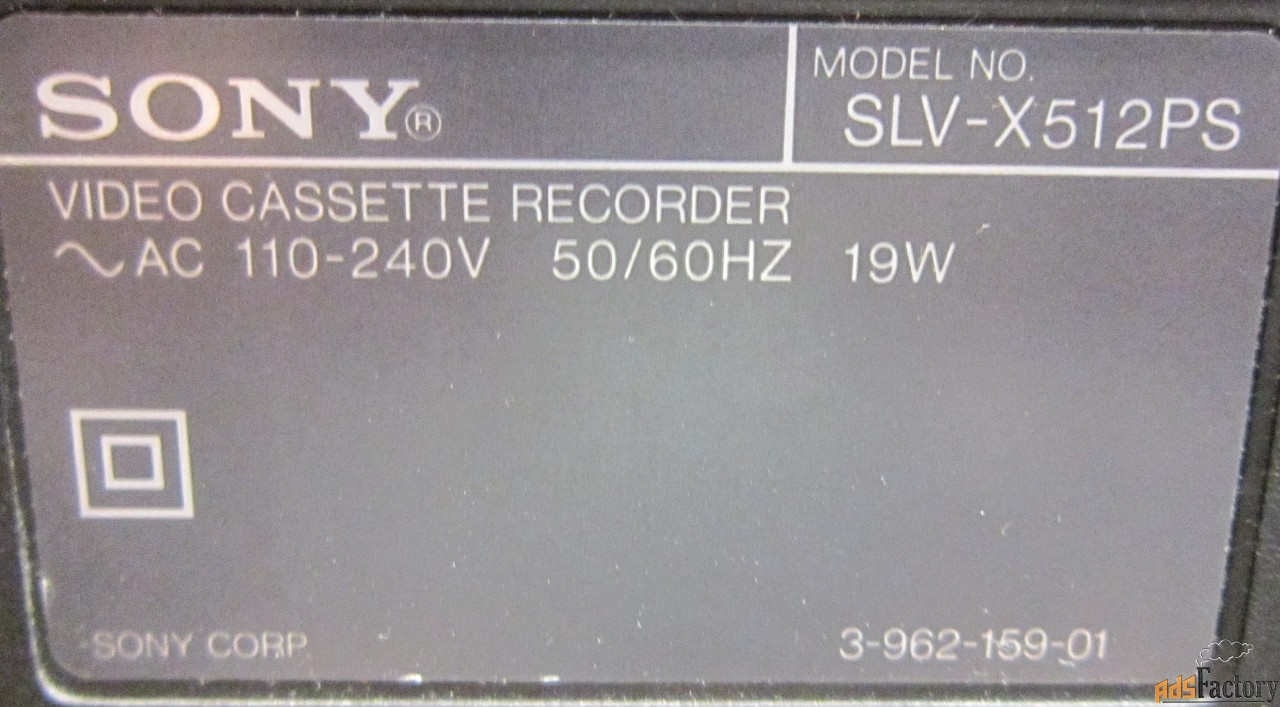 SONY®
MODEL NO.
SLV-X512PS
VIDEO CASSETTE RECORDER
~ AC 110-240V 50/60HZ 19W
SONY CORP.
3-962-159-01
AdsFactory